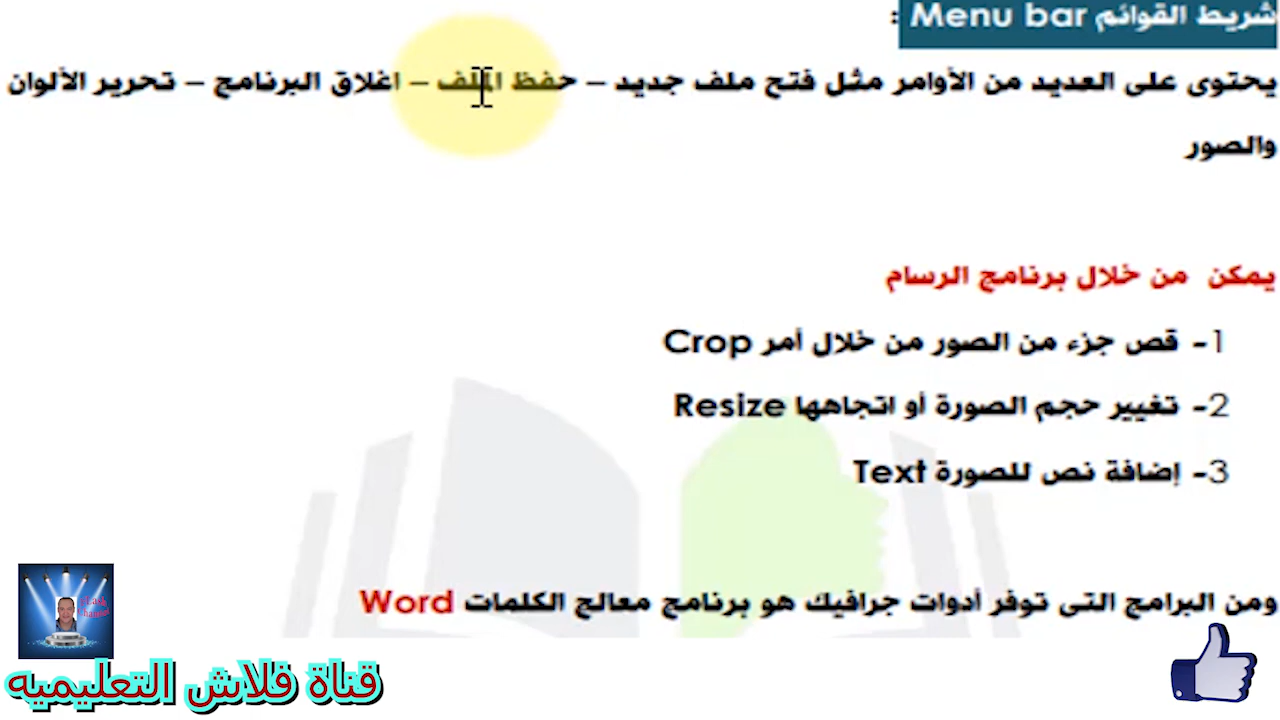 شريط القوائم Menu bar :
يحتوى على العديد من الأوامر مثل فتح ملف جديد – حفظ الملف – اغلاق البرنامج – تحرير الألوان
والصور
يمكن من خلال برنامج الرسام
1- قص جزء من الصور من خلال أمر Crop
2- تغيير حجم الصورة أو اتجاهها Resize
3- إضافة نص للصورة Text
ومن البرامج التى توفر أدوات جرافيك هو برنامج معالج الكلمات Word
قناة فلاش التعليميه